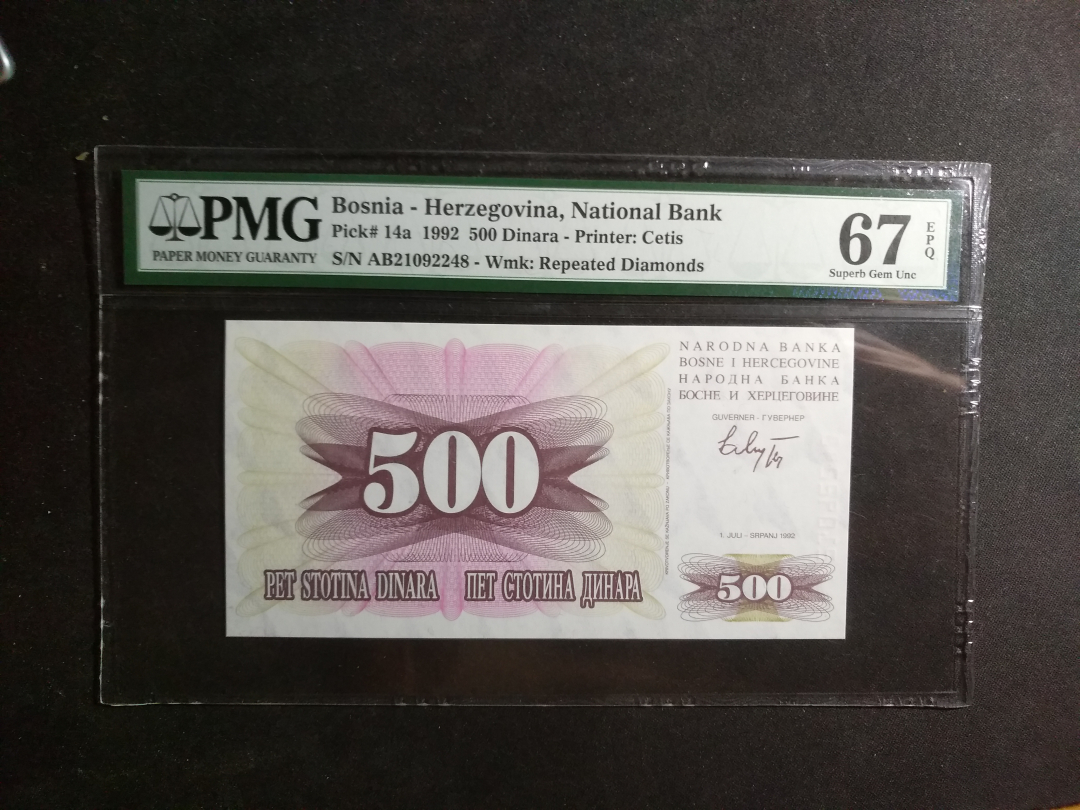 PMG
PAPER MONEY GUARANTY
Bosnia - Herzegovina, National Bank
Pick# 14a 1992 500 Dinara - Printer: Cetis
S/N AB21092248 - Wmk: Repeated Diamonds
67
EPQ
Superb Gem Unc
NARODNA BANKA
BOSNE I HERCEGOVINE
НАРОДНА БАНКА
БОСНЕ И ХЕРЦЕГОВИНЕ
GUVERNER - ГУВЕРНЕР
1. JULI - SRPANJ 1992
500
PET STOTINA DINARA ПЕТ СТОТИНА ДИНАРА
500